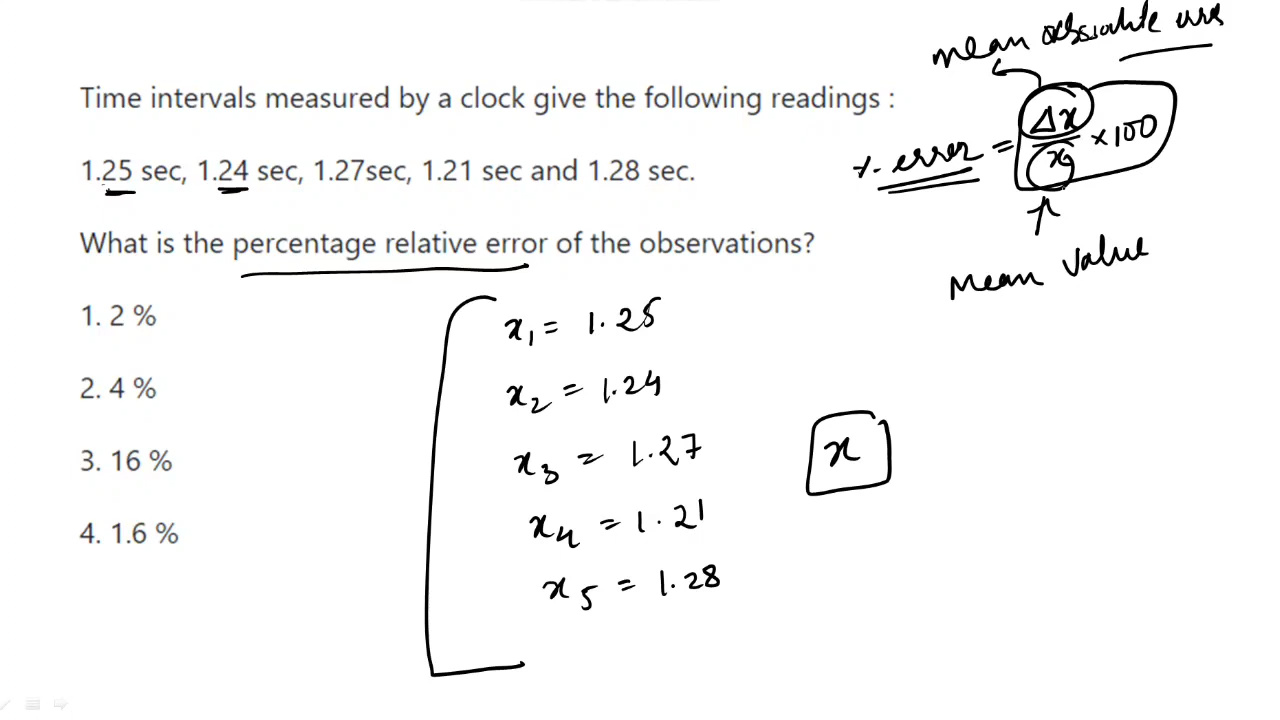 mean absolute
Time intervals measured by a clock give the following readings :
1.25 sec, 1.24 sec, 1.27sec, 1.21 sec and 1.28 sec.
What is the percentage relative error of the observations?
1. 2 %
2. 4 %
3. 16 %
4. 1.6 %
%. error = Δx/x × 100
Mean value
x₁ = 1.25
x₂ = 1.24
x₃ = 1.27
x₄ = 1.21
x₅ = 1.28
x